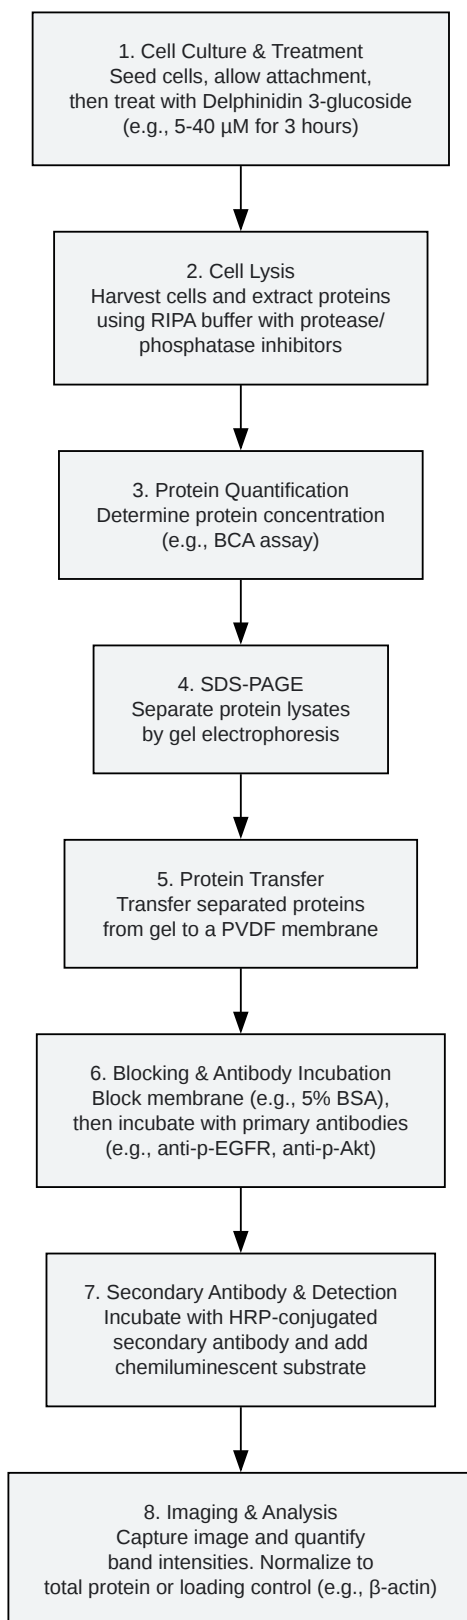 1. Cell Culture & Treatment
Seed cells, allow attachment,
then treat with Delphinidin 3-glucoside
(e.g., 5-40 µM for 3 hours)
2. Cell Lysis
Harvest cells and extract proteins
using RIPA buffer with protease/
phosphatase inhibitors
3. Protein Quantification
Determine protein concentration
(e.g., BCA assay)
4. SDS-PAGE
Separate protein lysates
by gel electrophoresis
5. Protein Transfer
Transfer separated proteins
from gel to a PVDF membrane
6. Blocking & Antibody Incubation
Block membrane (e.g., 5% BSA),
then incubate with primary antibodies
(e.g., anti-p-EGFR, anti-p-Akt)
7. Secondary Antibody & Detection
Incubate with HRP-conjugated
secondary antibody and add
chemiluminescent substrate
8. Imaging & Analysis
Capture image and quantify
band intensities. Normalize to
total protein or loading control (e.g., β-actin)